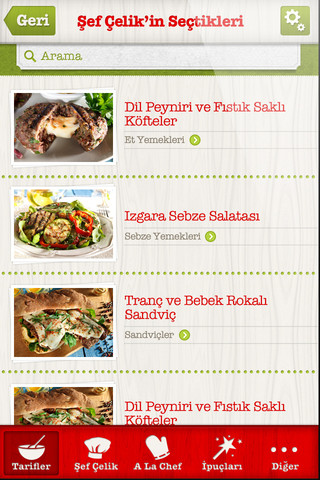 Geri
Şef Çelik'in Seçtikleri
Arama
Dil Peyniri ve Fıstık Saklı
Köfteler
Et Yemekleri
Izgara Sebze Salatası
Sebze Yemekleri
Tranç ve Bebek Rokalı
Sandviç
Sandviçler
Dil Peyniri ve Fıstık Saklı
Köfteler
Tarifler
Şef Çelik
A La Chef
İpuçları
Diğer